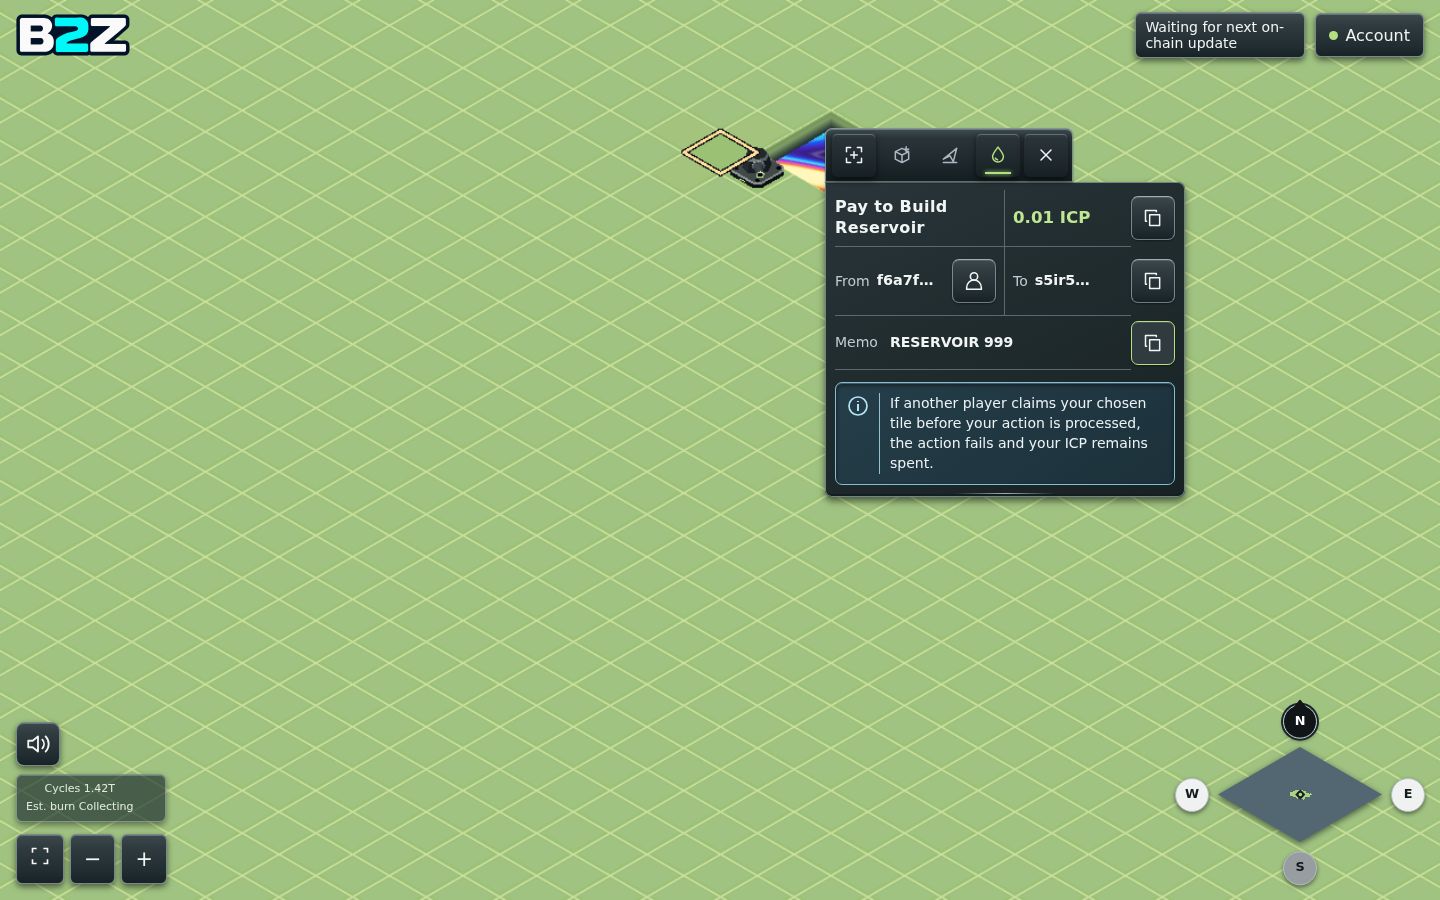 B2Z
Waiting for next on-
chain update
Account
Pay to Build
Reservoir
0.01 ICP
From f6a7f...
To s5ir5...
Memo RESERVOIR 999
If another player claims your chosen
tile before your action is processed,
the action fails and your ICP remains
spent.
N
W
E
S
Cycles 1.42T
Est. burn Collecting